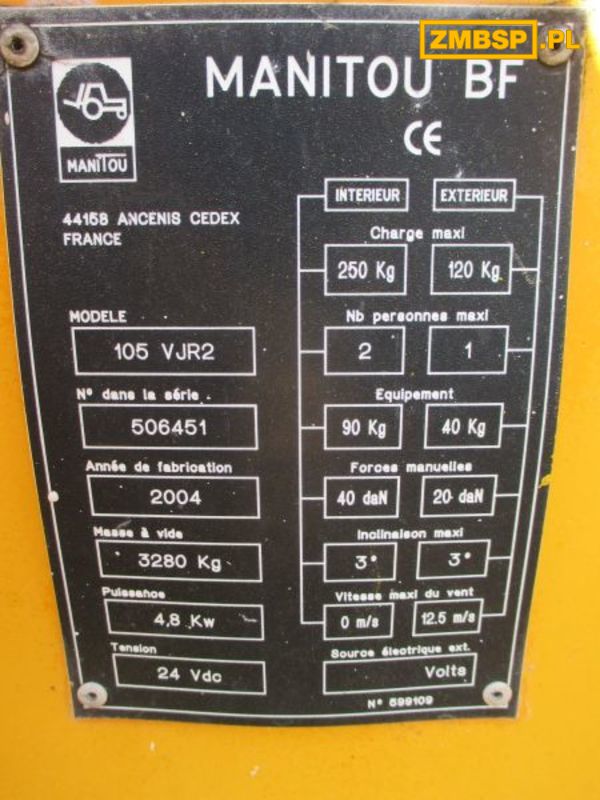 ZMBSP.PL
MANITOU BF
MANITOU
CE
44158 ANCENIS CEDEX
FRANCE
INTERIEUR EXTERIEUR
Charge maxi
250 Kg 120 Kg
MODELE
105 VJR2
Nb personnes maxi
2 1
N° dans la série
506451
Equipement
90 Kg 40 Kg
Année de fabrication
2004
Forces manuelles
40 daN 20 daN
Masse à vide
3280 Kg
Inclinaison maxi
3° 3°
Puissance
4,8 Kw
Vitesse maxi du vent
0 m/s 12.5 m/s
Tension
24 Vdc
Source électrique ext.
Volts
N° 599109